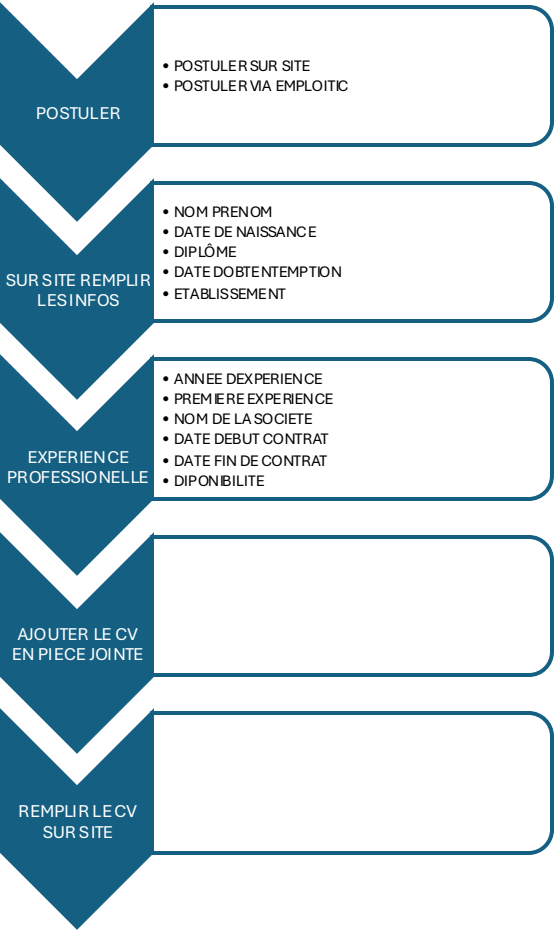 POSTULER
• POSTULER SUR SITE
• POSTULER VIA EMPLOITIC
SUR SITE REMPLIR
LES INFOS
• NOM PRENOM
• DATE DE NAISSANCE
• DIPLÔME
• DATE DOBTENTEMPTION
• ETABLISSEMENT
EXPERIENCE
PROFESSIONELLE
• ANNEE DEXPERIENCE
• PREMIERE EXPERIENCE
• NOM DE LA SOCIETE
• DATE DEBUT CONTRAT
• DATE FIN DE CONTRAT
• DIPONIBILITE
AJOUTER LE CV
EN PIECE JOINTE
REMPLIR LE CV
SUR SITE